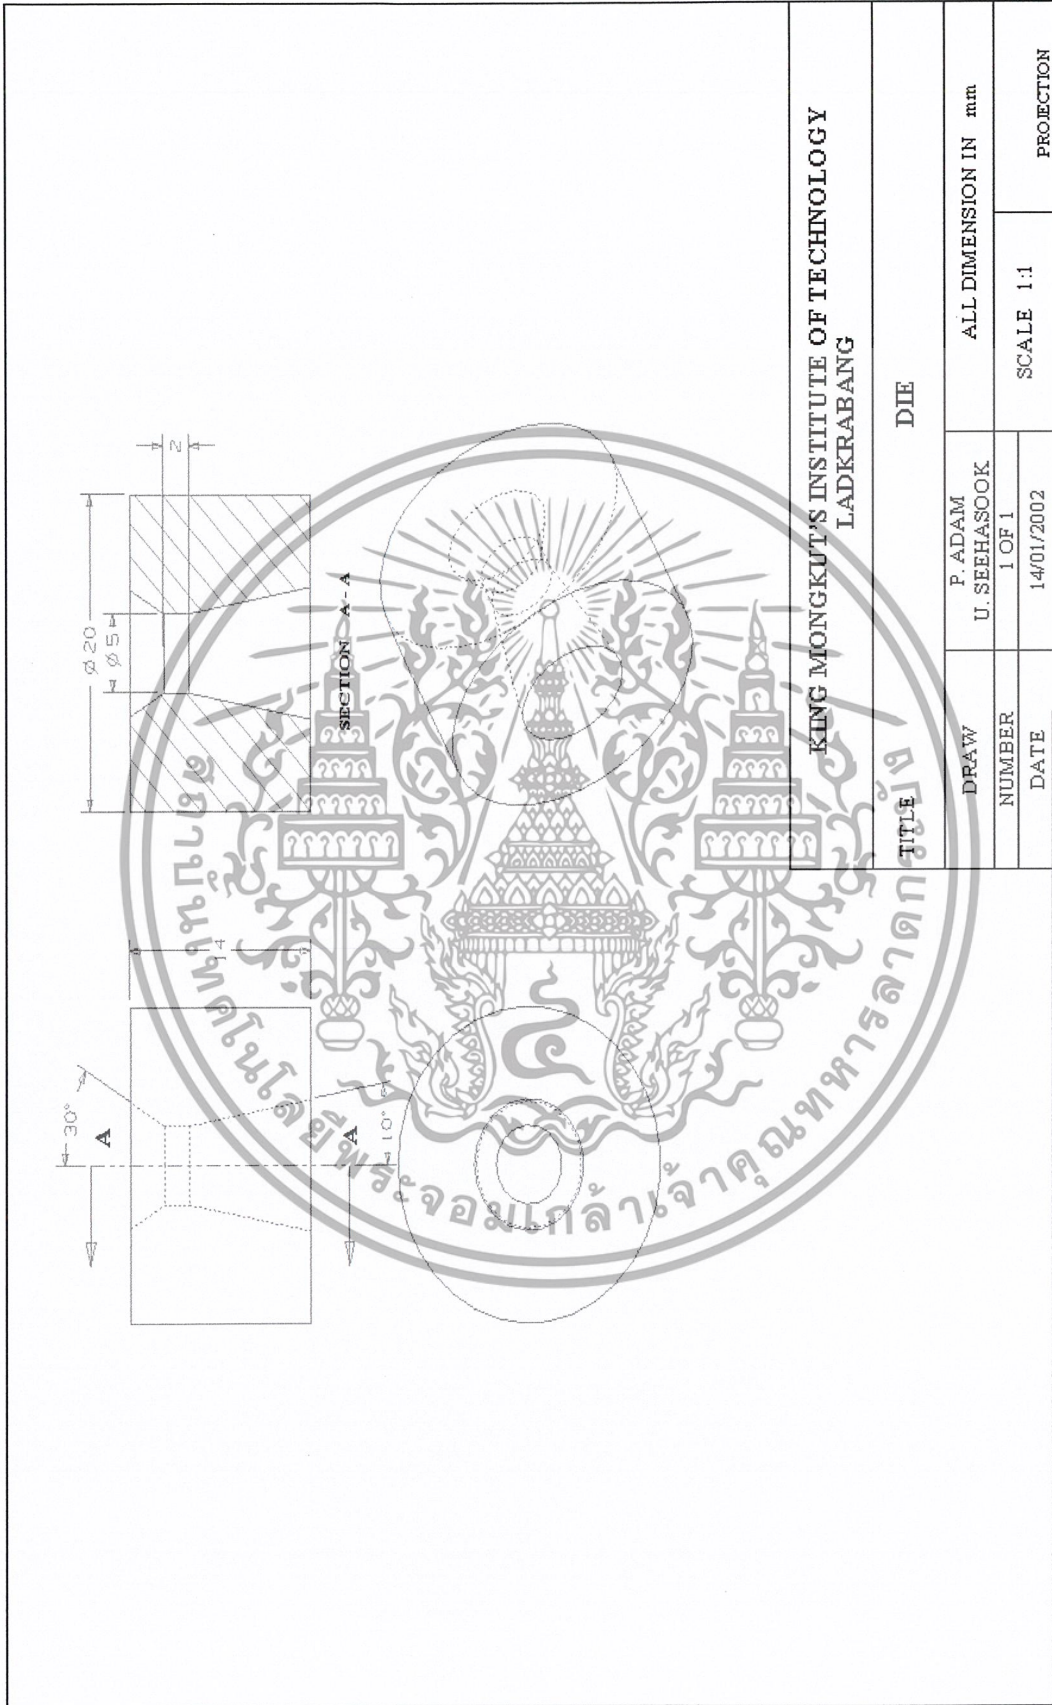 30°
A
A
10°
14
Ø20
Ø5
2
SECTION A - A
KING MONGKUT'S INSTITUTE OF TECHNOLOGY
LADKRABANG
TITLE
DIE
DRAW
P. ADAM
U. SEEHASOOK
ALL DIMENSION IN mm
NUMBER
1 OF 1
SCALE 1:1
PROJECTION
DATE
14/01/2002
สถาบันเทคโนโลยีพระจอมเกล้าเจ้าคุณทหารลาดกระบัง